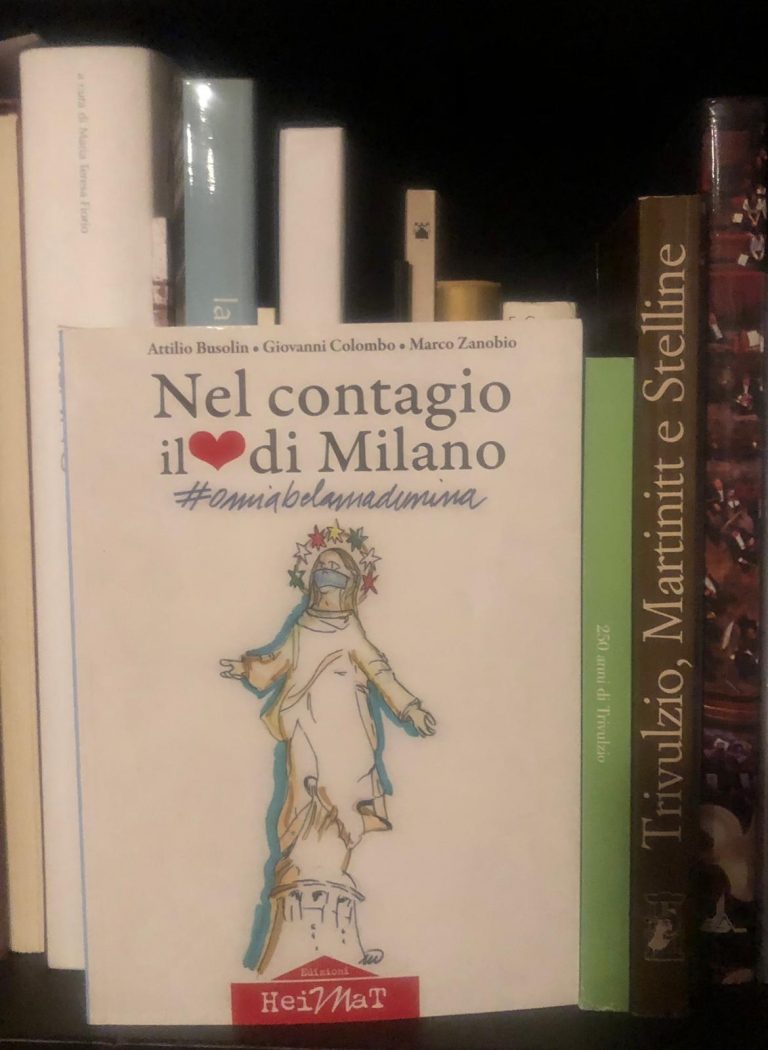 a cura di Maria Teresa Fiorio
la
Attilio Busolin • Giovanni Colombo • Marco Zanobio
Nel contagio
il❤di Milano
#omiabelamadunina
Edizioni
HeiMaT
250 anni di Trivulzio
Trivulzio, Martinitt e Stelline